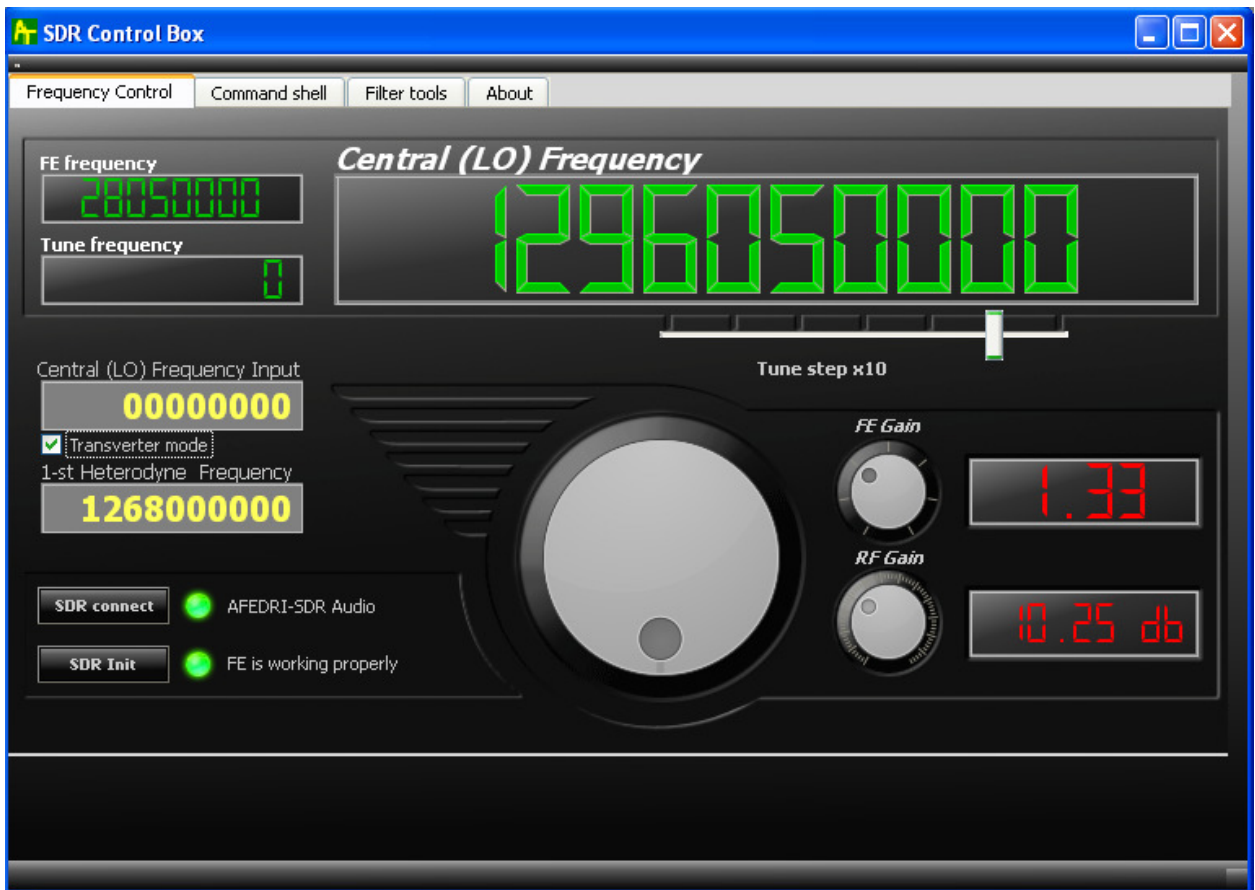 SDR Control Box
Frequency Control Command shell Filter tools About
FE frequency
28050000
Tune frequency
0
Central (LO) Frequency
1296050000
Tune step x10
Central (LO) Frequency Input
00000000
Transverter mode
1-st Heterodyne Frequency
1268000000
FE Gain
1.33
RF Gain
10.25 db
SDR connect AFEDRI-SDR Audio
SDR Init FE is working properly